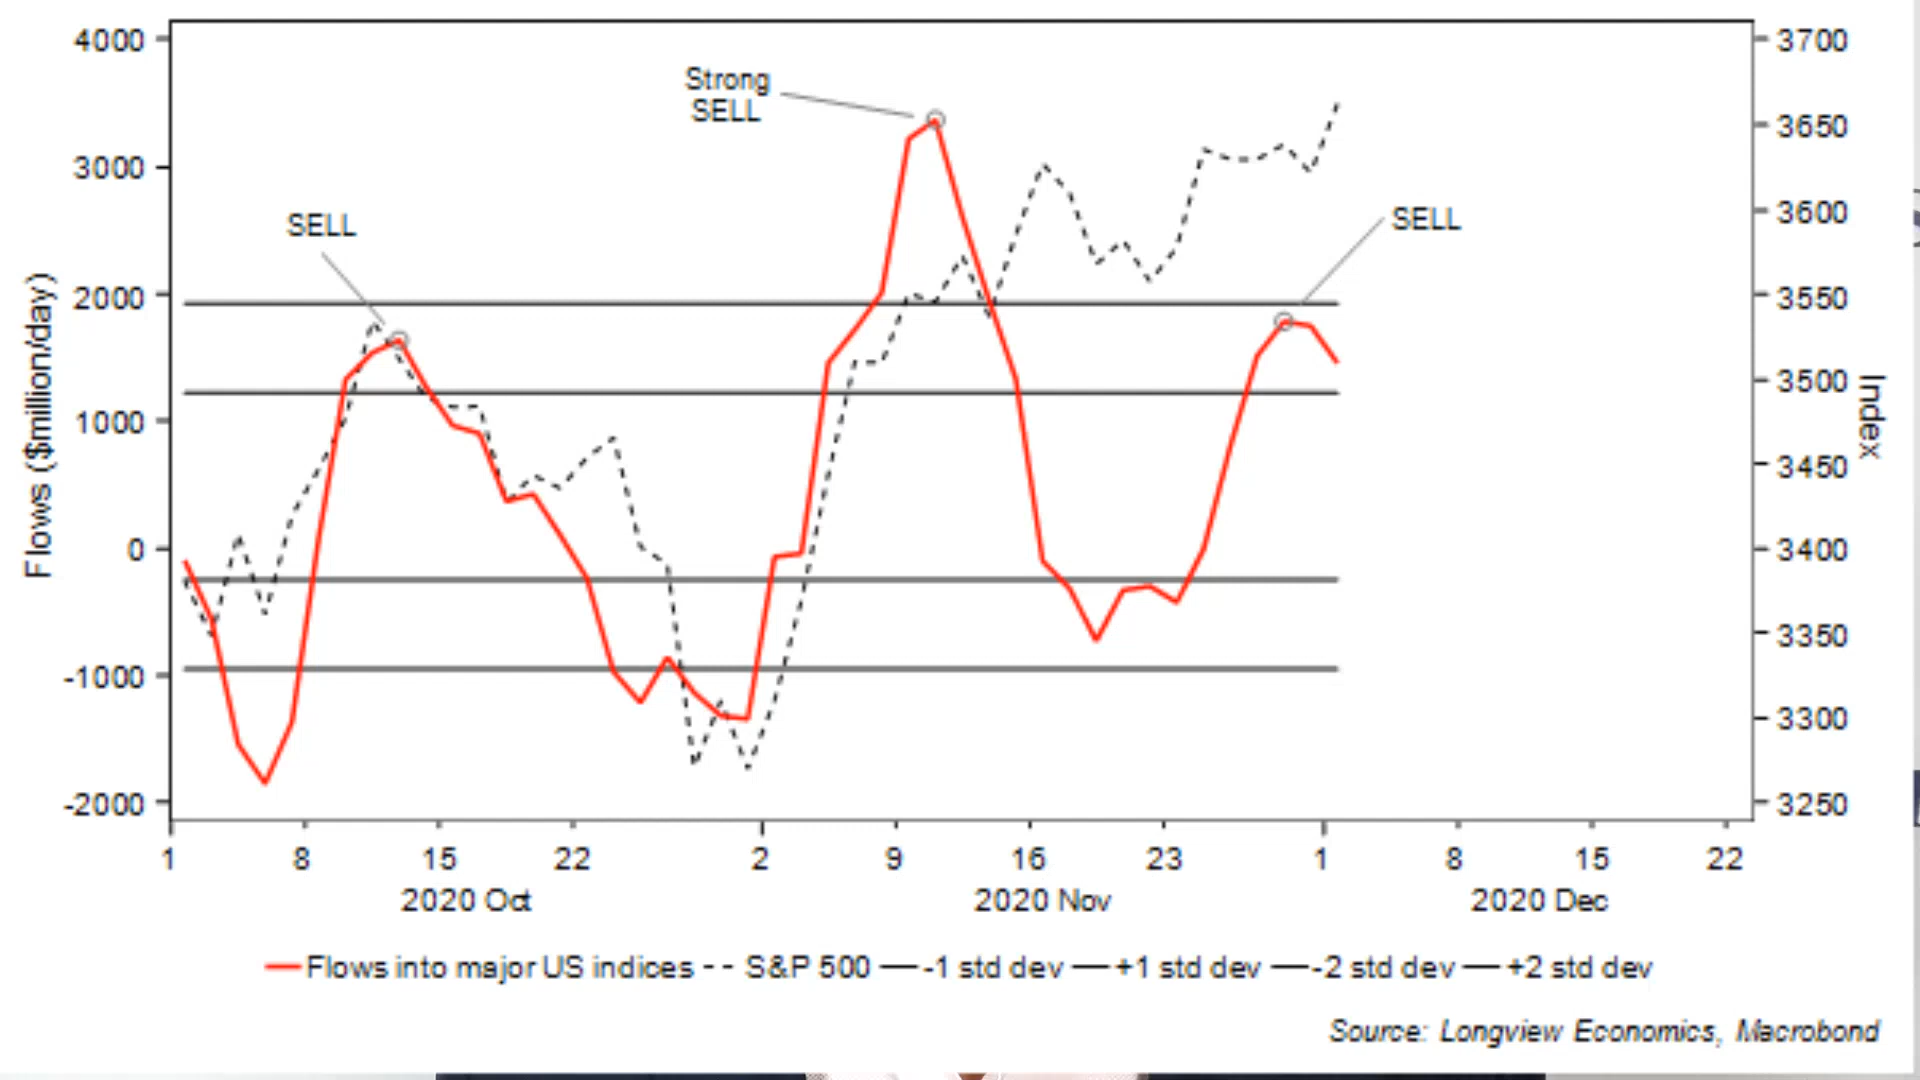 4000
3000
2000
1000
0
-1000
-2000
Flows ($million/day)
3700
3650
3600
3550
3500
3450
3400
3350
3300
3250
Index
SELL
Strong
SELL
SELL
1 8 15 22 2 9 16 23 1 8 15 22
2020 Oct 2020 Nov 2020 Dec
Flows into major US indices S&P 500 -1 std dev +1 std dev -2 std dev +2 std dev
Source: Longview Economics, Macrobond